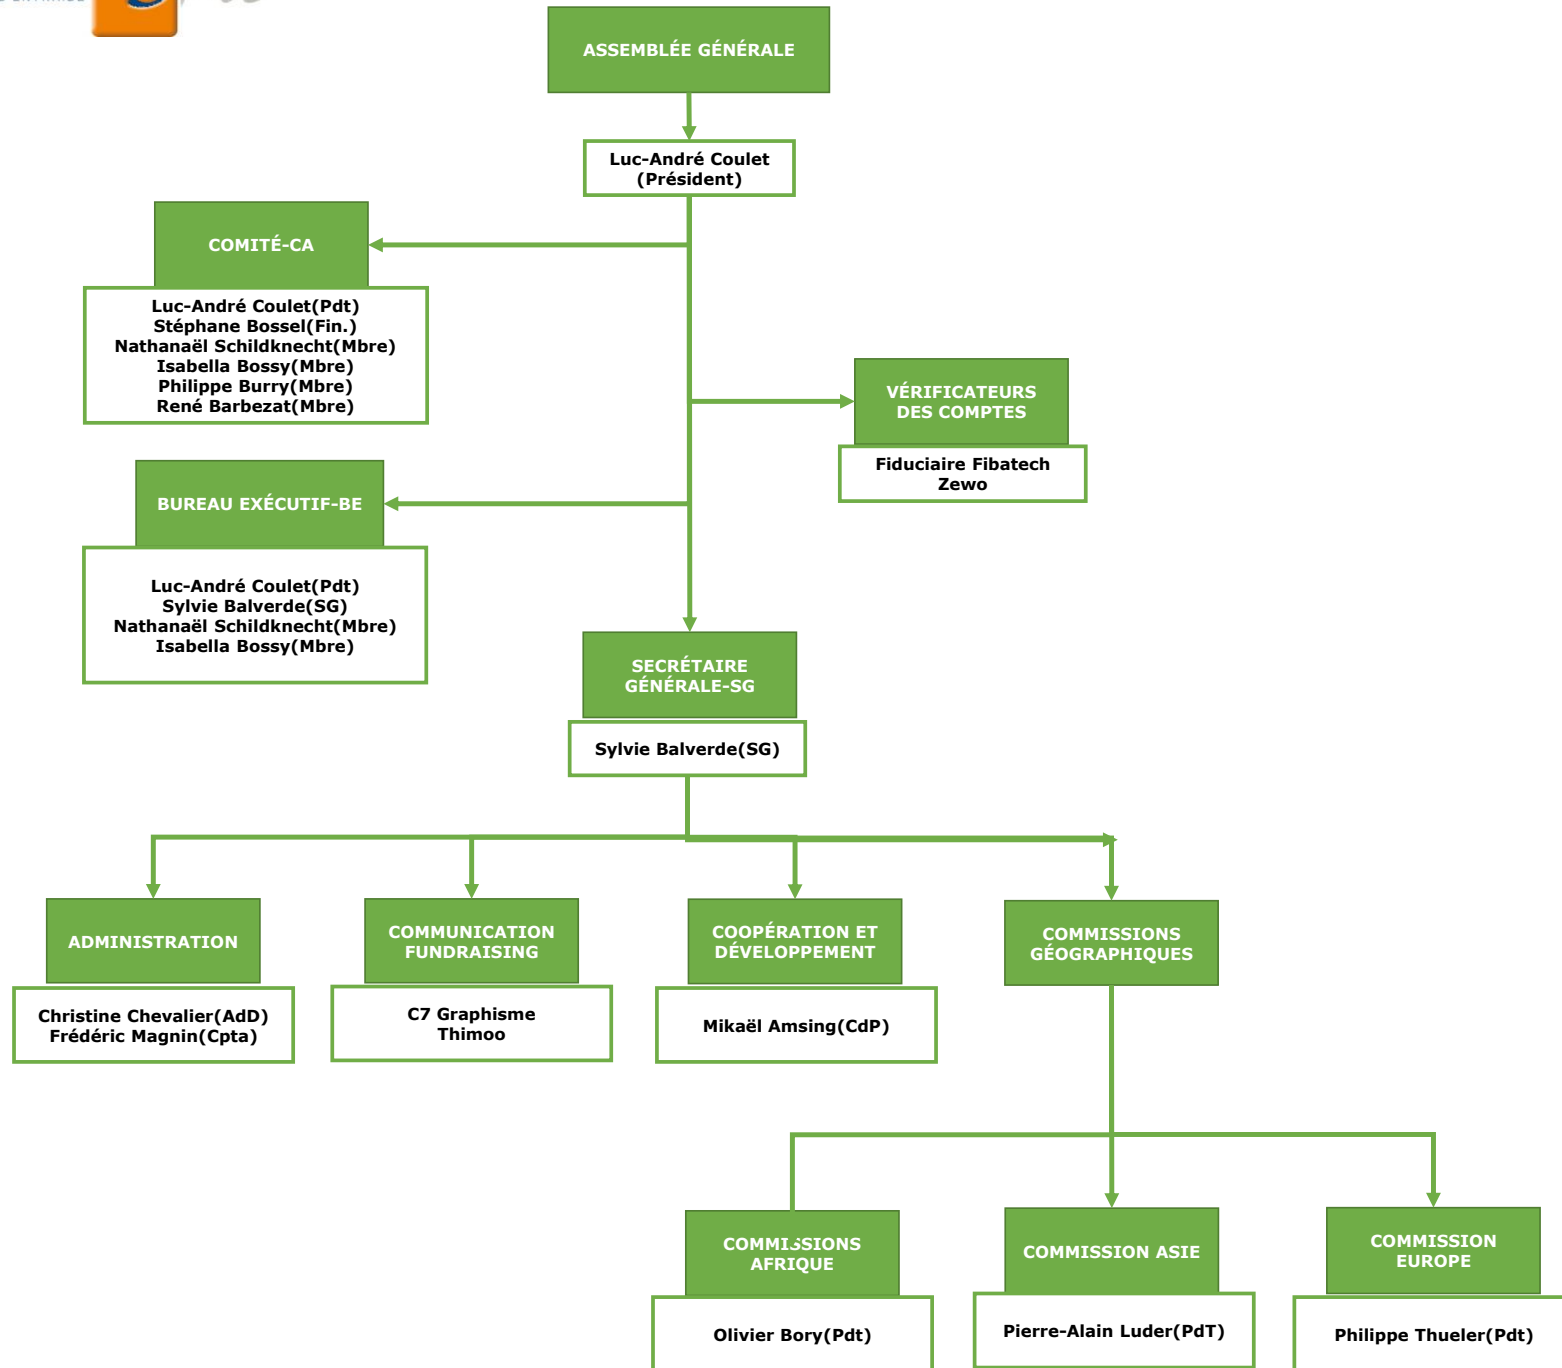 ASSEMBLÉE GÉNÉRALE
Luc-André Coulet
(Président)
COMITÉ-CA
Luc-André Coulet(Pdt)
Stéphane Bossel(Fin.)
Nathanaël Schildknecht(Mbre)
Isabella Bossy(Mbre)
Philippe Burry(Mbre)
René Barbezat(Mbre)
VÉRIFICATEURS
DES COMPTES
Fiduciaire Fibatech
Zewo
BUREAU EXÉCUTIF-BE
Luc-André Coulet(Pdt)
Sylvie Balverde(SG)
Nathanaël Schildknecht(Mbre)
Isabella Bossy(Mbre)
SECRÉTAIRE
GÉNÉRALE-SG
Sylvie Balverde(SG)
ADMINISTRATION
Christine Chevalier(AdD)
Frédéric Magnin(Cpta)
COMMUNICATION
FUNDRAISING
C7 Graphisme
Thimoo
COOPÉRATION ET
DÉVELOPPEMENT
Mikaël Amsing(CdP)
COMMISSIONS
GÉOGRAPHIQUES
COMMISSIONS
AFRIQUE
Olivier Bory(Pdt)
COMMISSION ASIE
Pierre-Alain Luder(PdT)
COMMISSION
EUROPE
Philippe Thueler(Pdt)